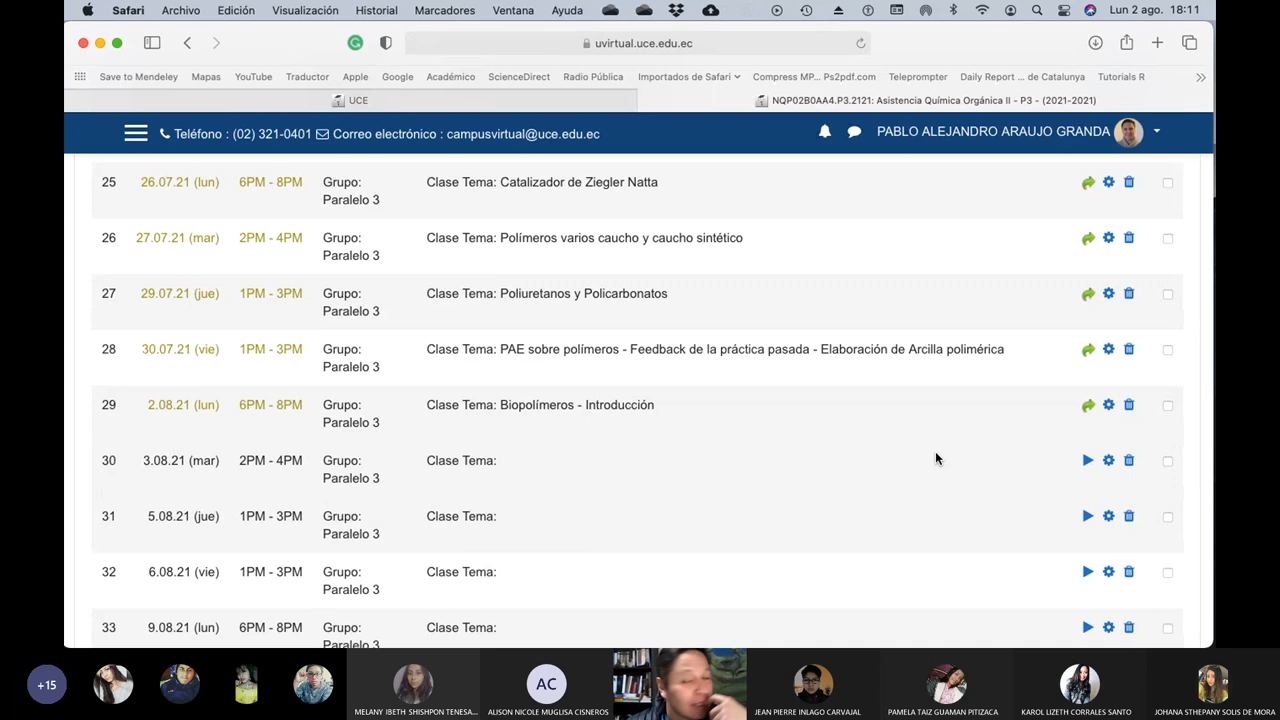 Safari Archivo Edición Visualización Historial Marcadores Ventana Ayuda Lun 2 ago. 18:11
uvirtual.uce.edu.ec
Save to Mendeley Mapas YouTube Traductor Apple Google Académico ScienceDirect Radio Pública Importados de Safari Compress MP... Ps2pdf.com Teleprompter Daily Report ... de Catalunya Tutorials R
UCE NQP02B0AA4.P3.2121: Asistencia Química Orgánica II - P3 - (2021-2021)
Teléfono : (02) 321-0401 Correo electrónico : campusvirtual@uce.edu.ec PABLO ALEJANDRO ARAUJO GRANDA
25 26.07.21 (lun) 6PM - 8PM Grupo: Clase Tema: Catalizador de Ziegler Natta
Paralelo 3
26 27.07.21 (mar) 2PM - 4PM Grupo: Clase Tema: Polímeros varios caucho y caucho sintético
Paralelo 3
27 29.07.21 (jue) 1PM - 3PM Grupo: Clase Tema: Poliuretanos y Policarbonatos
Paralelo 3
28 30.07.21 (vie) 1PM - 3PM Grupo: Clase Tema: PAE sobre polímeros - Feedback de la práctica pasada - Elaboración de Arcilla polimérica
Paralelo 3
29 2.08.21 (lun) 6PM - 8PM Grupo: Clase Tema: Biopolímeros - Introducción
Paralelo 3
30 3.08.21 (mar) 2PM - 4PM Grupo: Clase Tema:
Paralelo 3
31 5.08.21 (jue) 1PM - 3PM Grupo: Clase Tema:
Paralelo 3
32 6.08.21 (vie) 1PM - 3PM Grupo: Clase Tema:
Paralelo 3
33 9.08.21 (lun) 6PM - 8PM Grupo: Clase Tema:
Paralelo 3
+15 AC
MELANY IBETH SHISHPON TENESA... ALISON NICOLE MUGLISA CISNEROS JEAN PIERRE INLAGO CARVAJAL PAMELA TAIZ GUAMAN PITIZACA KAROL LIZETH CORRALES SANTO JOHANA STHEPANY SOLIS DE MORA